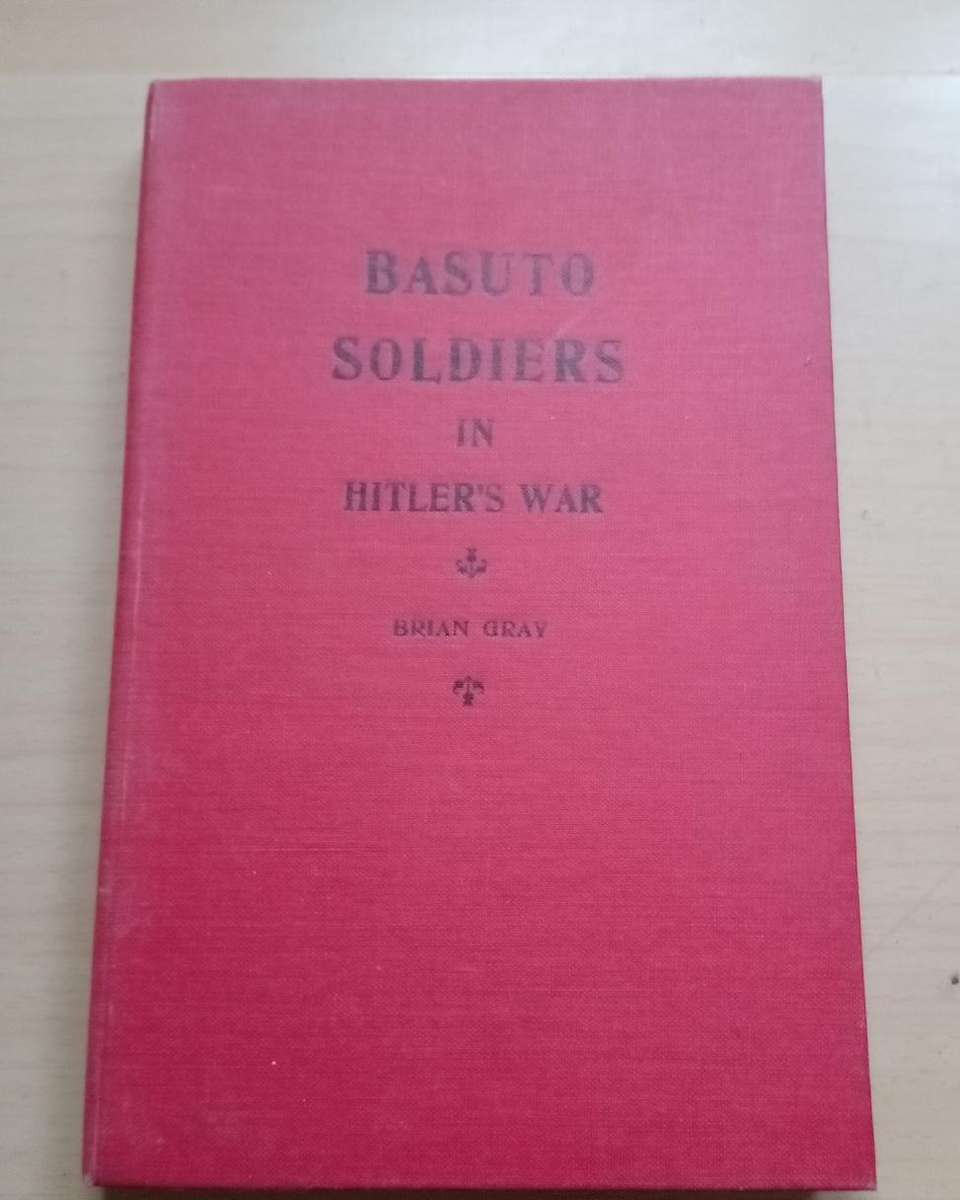 BASUTO
SOLDIERS
IN
HITLER'S WAR
BRIAN GRAY